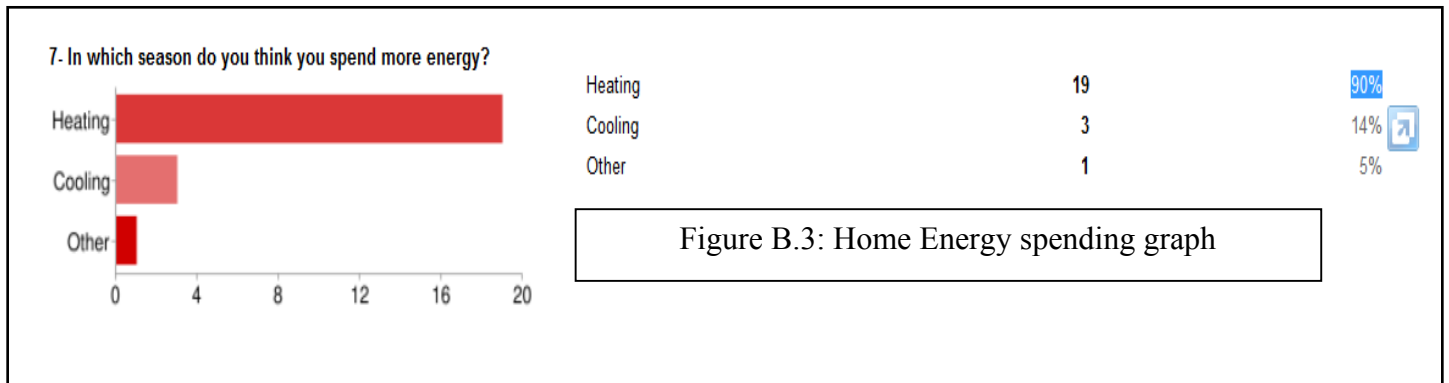 7- In which season do you think you spend more energy?
Heating
Cooling
Other
0 4 8 12 16 20
Heating 19 90%
Cooling 3 14%
Other 1 5%
Figure B.3: Home Energy spending graph